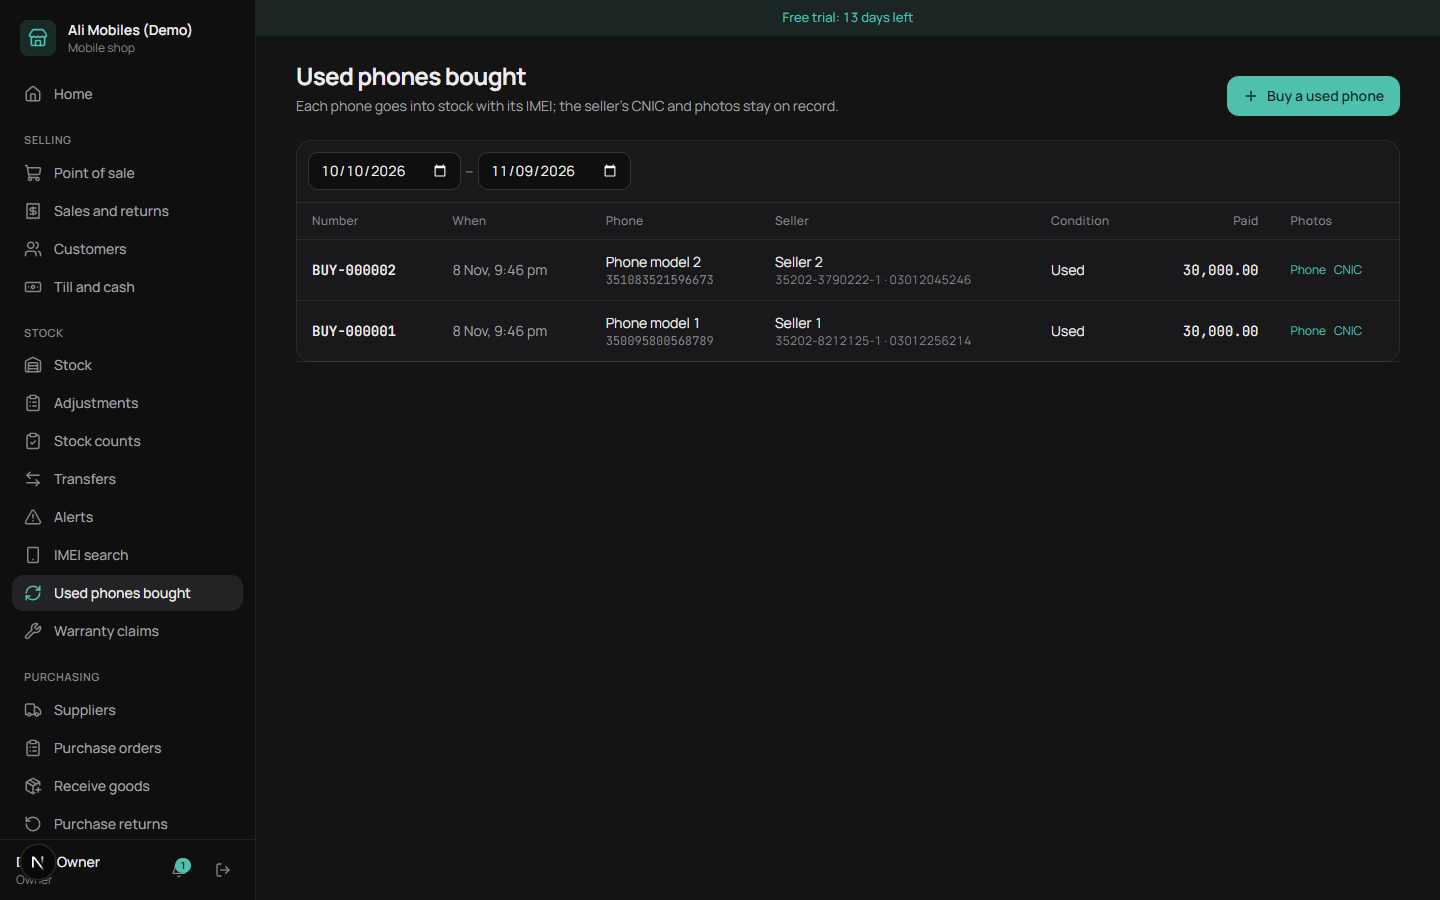 Ali Mobiles (Demo)
Mobile shop
Home
SELLING
Point of sale
Sales and returns
Customers
Till and cash
STOCK
Stock
Adjustments
Stock counts
Transfers
Alerts
IMEI search
Used phones bought
Warranty claims
PURCHASING
Suppliers
Purchase orders
Receive goods
Purchase returns
Owner
1
Free trial: 13 days left
Used phones bought
Each phone goes into stock with its IMEI; the seller's CNIC and photos stay on record.
+ Buy a used phone
10/10/2026 – 11/09/2026
Number When Phone Seller Condition Paid Photos
BUY-000002 8 Nov, 9:46 pm Phone model 2 Seller 2 Used 30,000.00 Phone CNIC
351083521596673 35202-3790222-1 · 03012045246
BUY-000001 8 Nov, 9:46 pm Phone model 1 Seller 1 Used 30,000.00 Phone CNIC
350095800568789 35202-8212125-1 · 03012256214